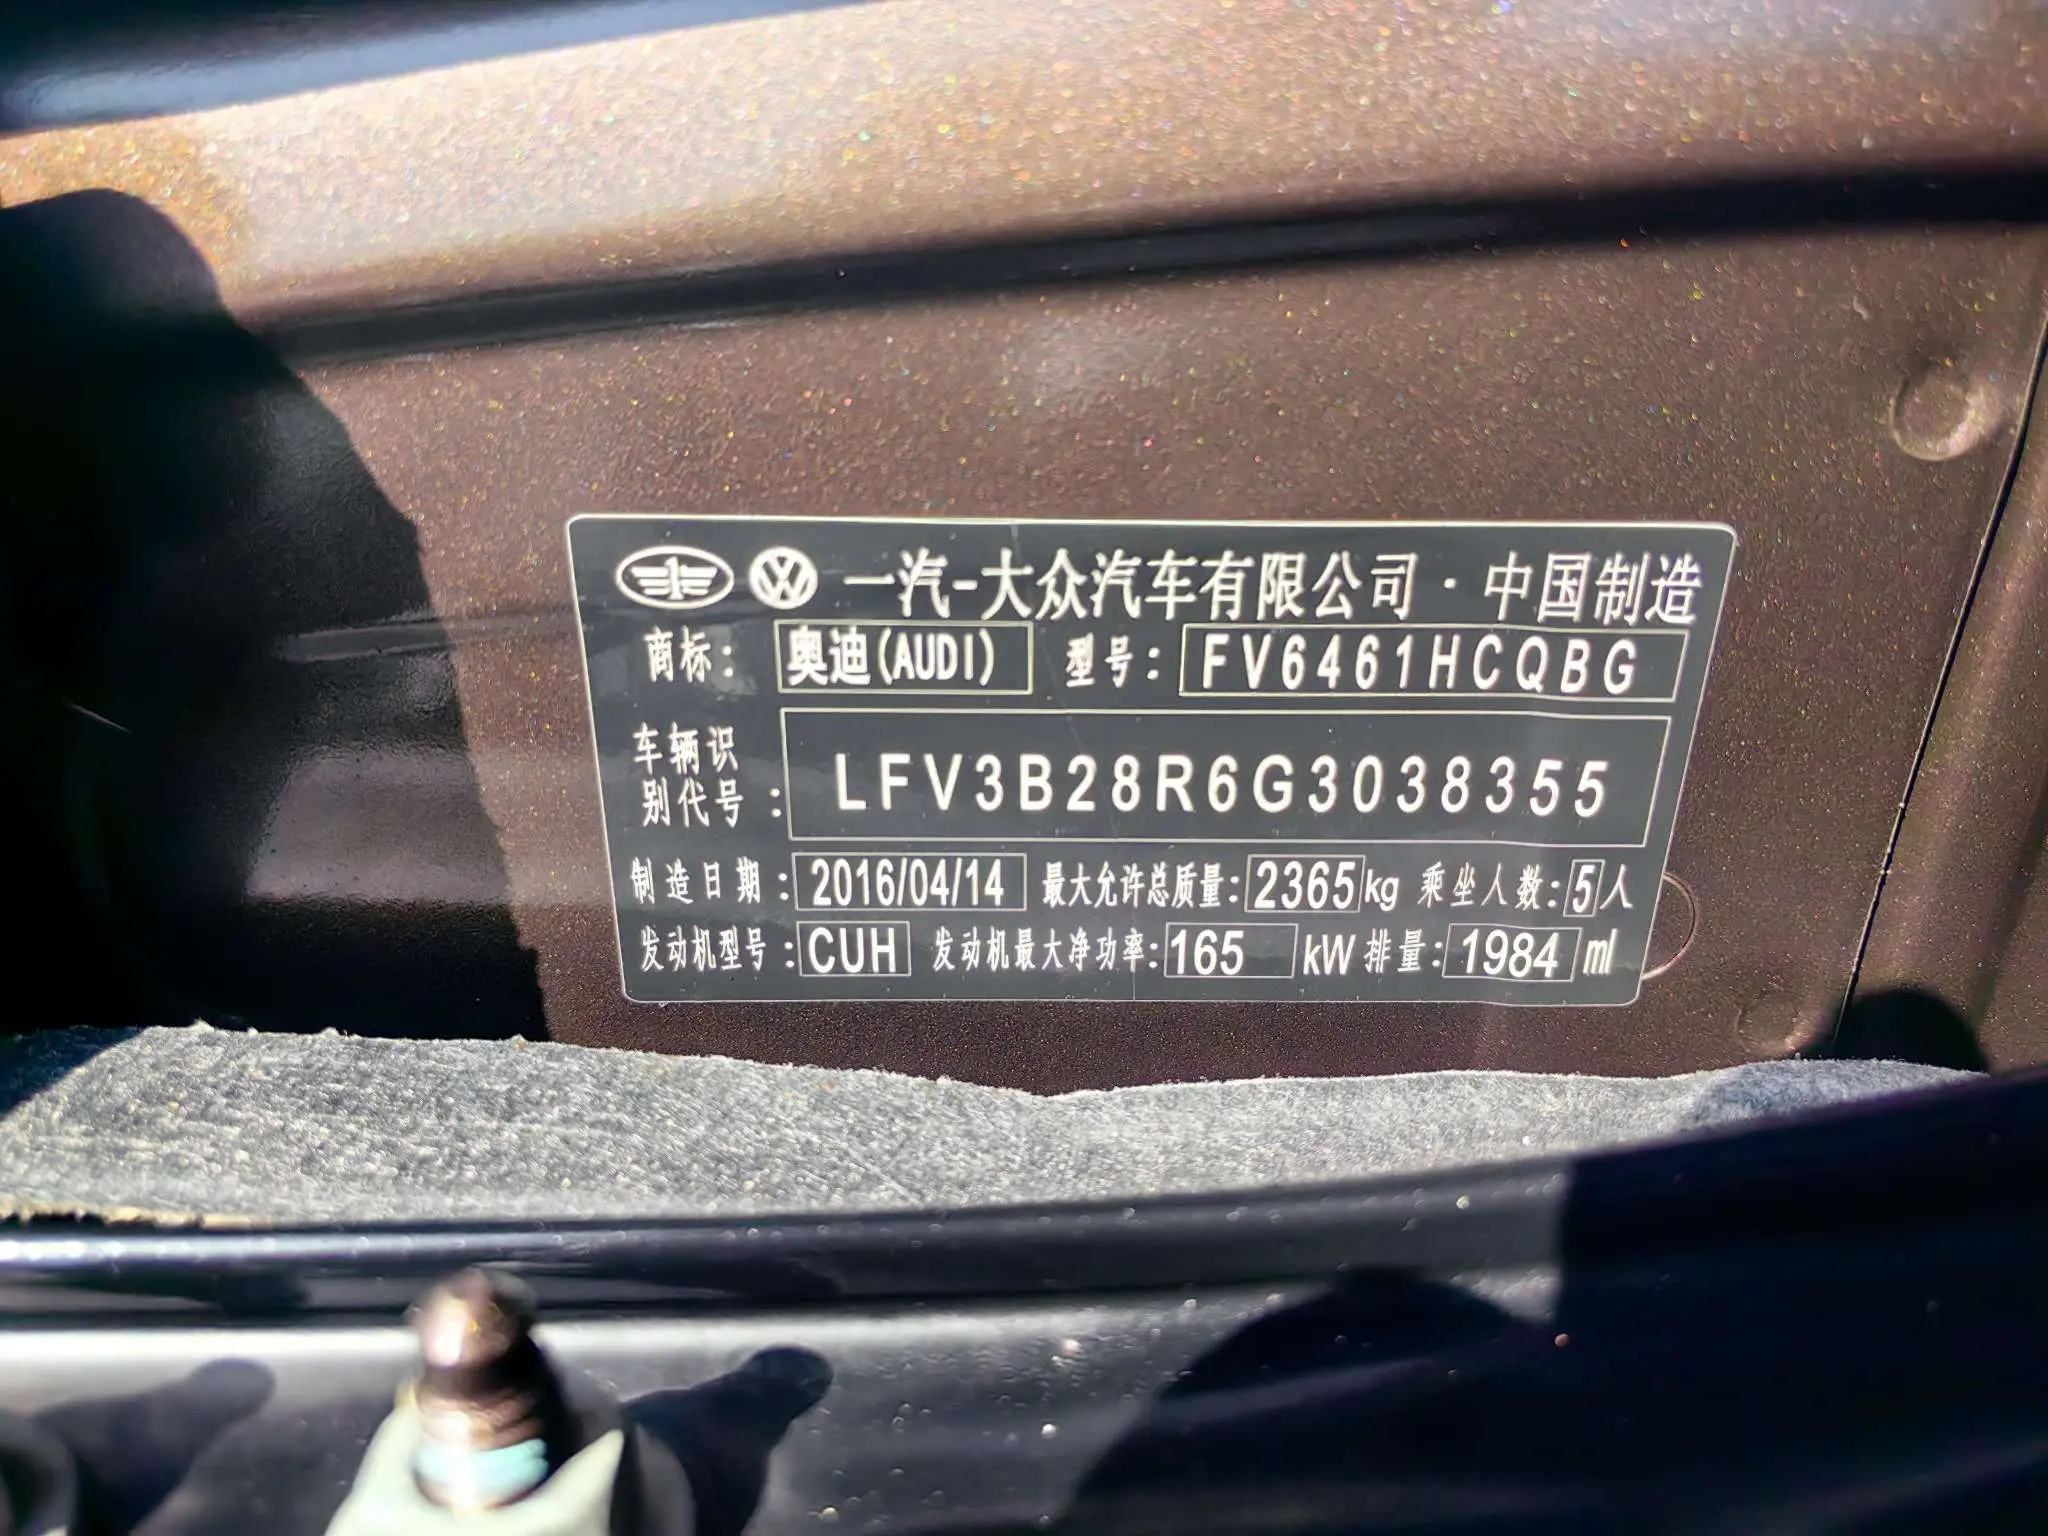 一汽-大众汽车有限公司·中国制造
商标: 奥迪(AUDI) 型号: FV6461HCQBG
车辆识别代号: LFV3B28R6G3038355
制造日期: 2016/04/14 最大允许总质量: 2365kg 乘坐人数: 5人
发动机型号: CUH 发动机最大净功率: 165 kW 排量: 1984 ml